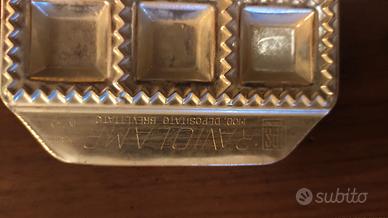 RAVIOLAMP
MOD. DEPOSITATO BREVETTATO
subito